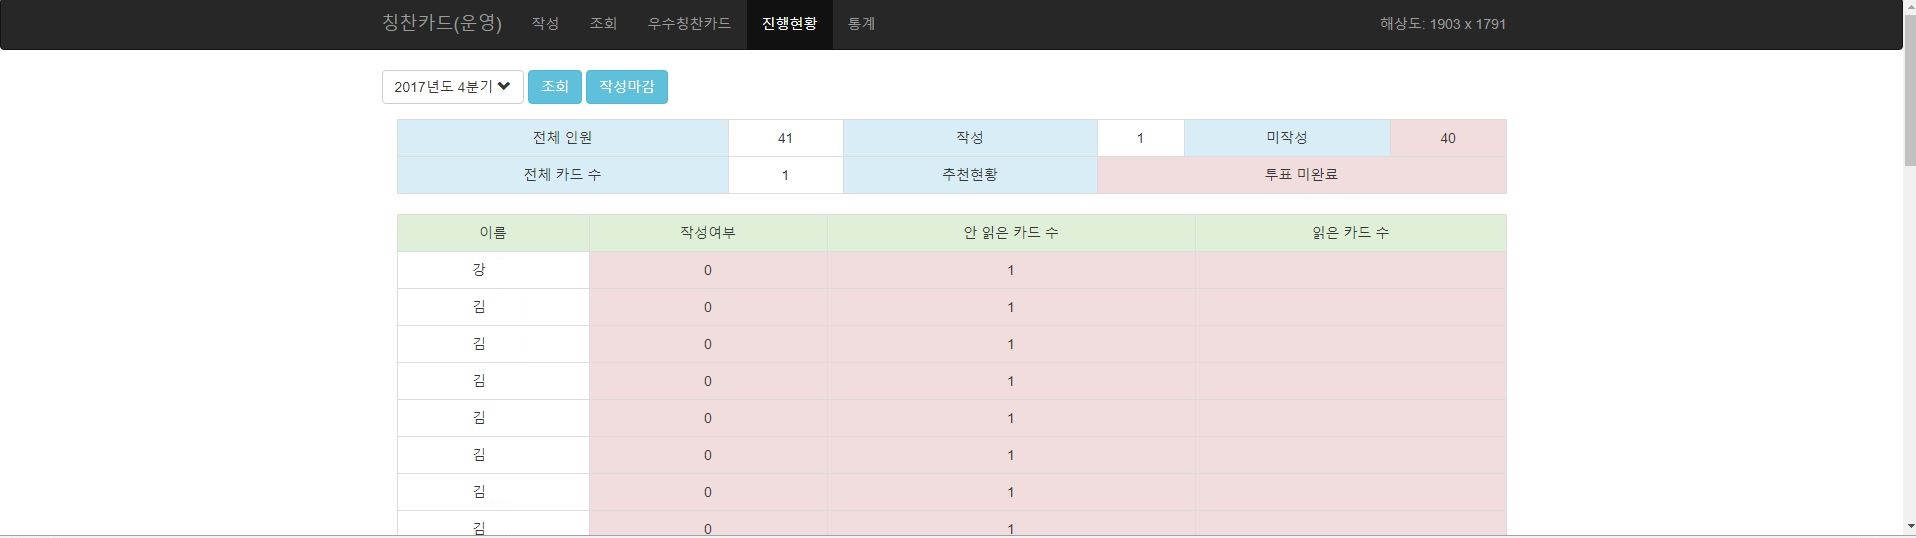 칭찬카드(운영) 작성 조회 우수칭찬카드 진행현황 통계 해상도: 1903 x 1791
2017년도 4분기 조회 작성마감
전체 인원 41 작성 1 미작성 40
전체 카드 수 1 추천현황 투표 미완료
이름 작성여부 안 읽은 카드 수 읽은 카드 수
강 0 1
김 0 1
김 0 1
김 0 1
김 0 1
김 0 1
김 0 1
김 0 1